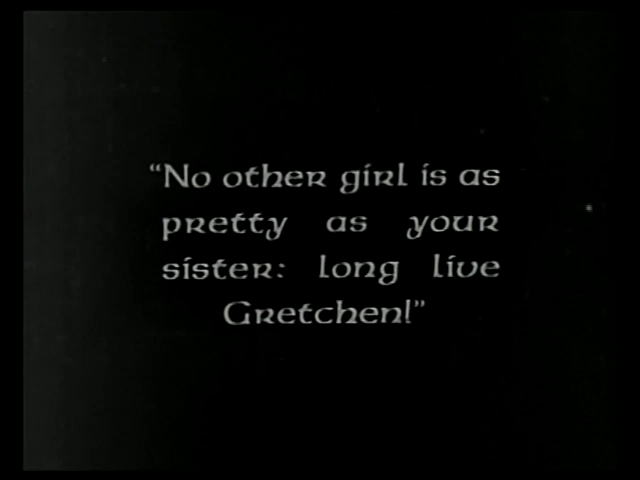 “No other girl is as
pretty as your
sister: long live
Gretchen!”